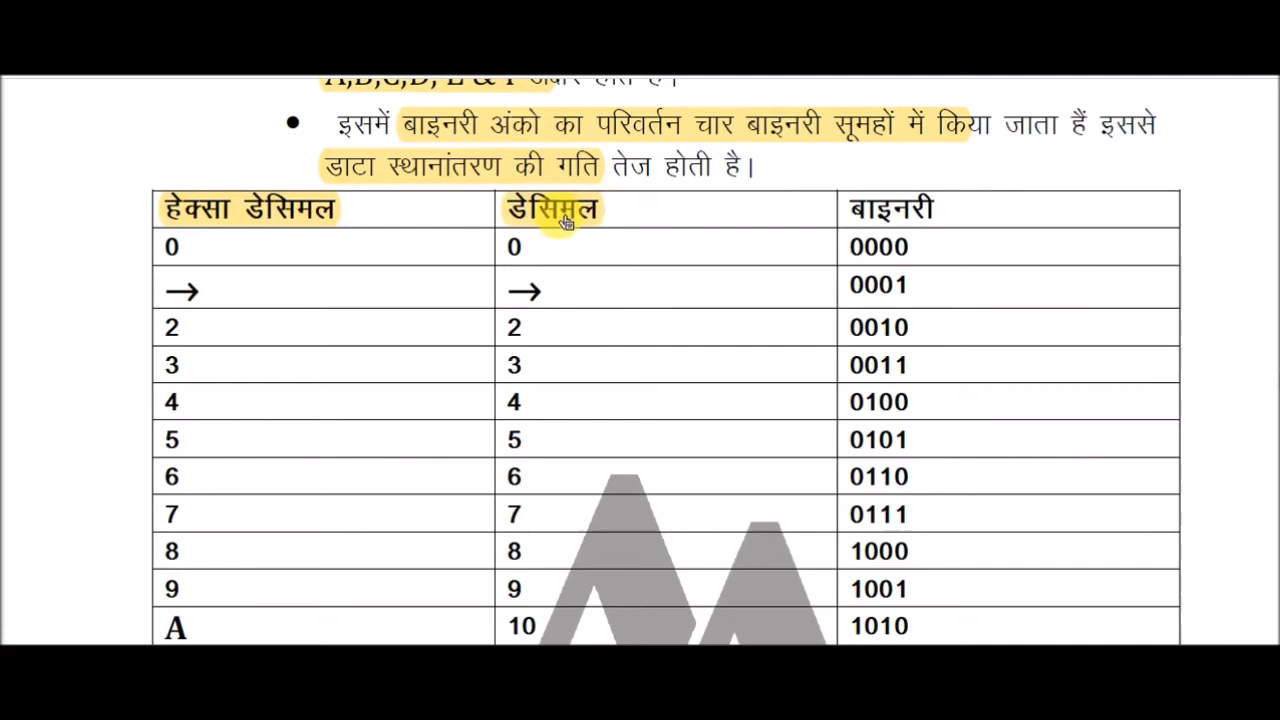 A,B,C,D, E & F अक्षर होते है।
● इसमें बाइनरी अंको का परिवर्तन चार बाइनरी सूमहों में किया जाता हैं इससे
डाटा स्थानांतरण की गति तेज होती है।
हेक्सा डेसिमल डेसिमल बाइनरी
0 0 0000
→ → 0001
2 2 0010
3 3 0011
4 4 0100
5 5 0101
6 6 0110
7 7 0111
8 8 1000
9 9 1001
A 10 1010